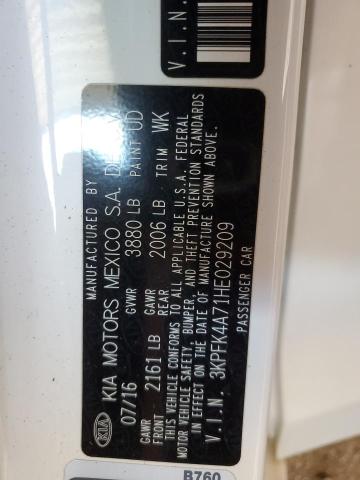 V.I.N.
MANUFACTURED BY
KIA KIA MOTORS MEXICO S.A. DE
07/16 GVWR 3880 LB PAINT UD
GAWR FRONT 2161 LB GAWR REAR 2006 LB TRIM WK
THIS VEHICLE CONFORMS TO ALL APPLICABLE U.S.A. FEDERAL
MOTOR VEHICLE SAFETY, BUMPER, AND THEFT PREVENTION STANDARDS
IN EFFECT ON THE DATE OF MANUFACTURE SHOWN ABOVE.
V.I.N. 3KPFK4A71HE029209
PASSENGER CAR
B760